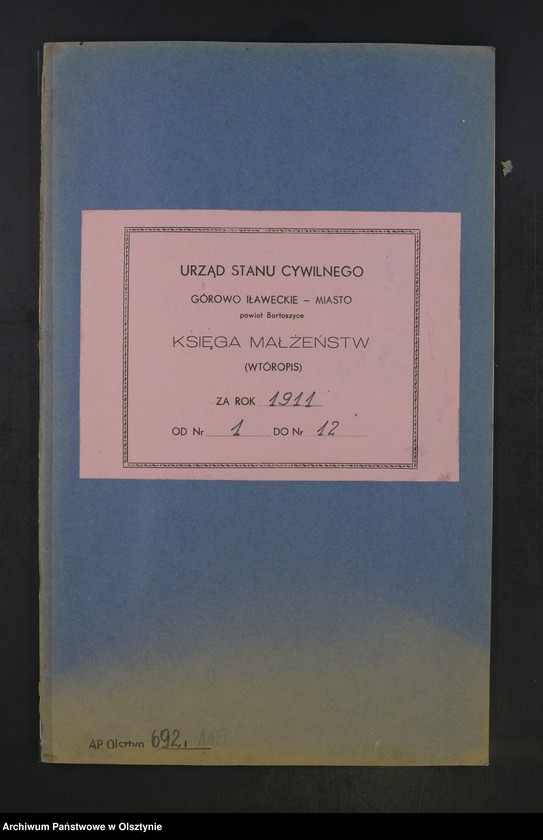 URZĄD STANU CYWILNEGO
GÓROWO IŁAWECKIE – MIASTO
powiat Bartoszyce
KSIĘGA MAŁŻEŃSTW
(WTÓROPIS)
ZA ROK 1911
OD Nr 1 DO Nr 12
AP Olsztyn 692,
Archiwum Państwowe w Olsztynie